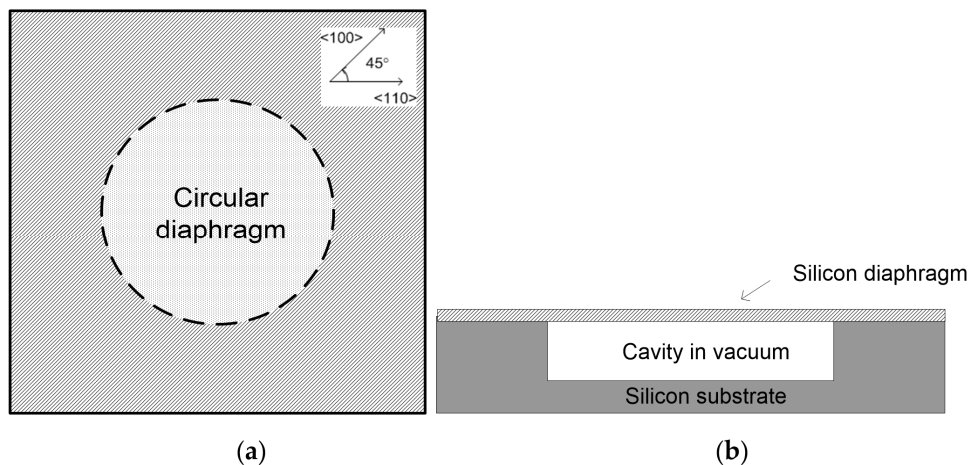 <100>
45°
<110>
Circular
diaphragm
(a)
Silicon diaphragm
Cavity in vacuum
Silicon substrate
(b)